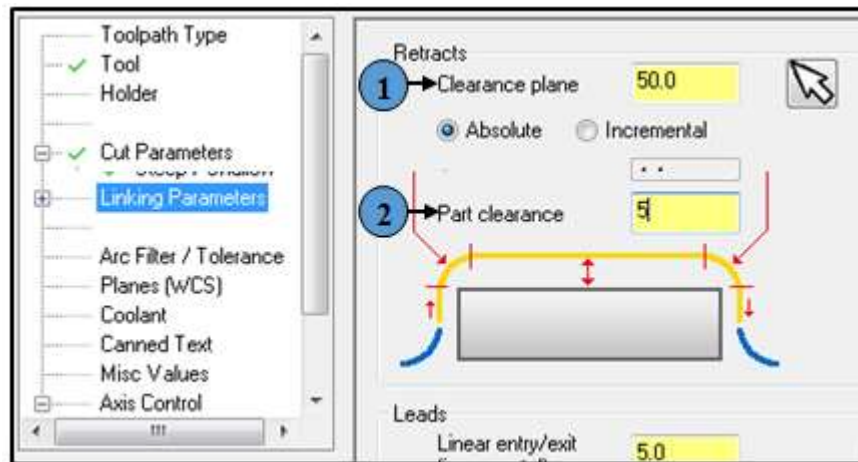 Toolpath Type
Tool
Holder
Cut Parameters
Linking Parameters
Arc Filter / Tolerance
Planes (WCS)
Coolant
Canned Text
Misc Values
Axis Control
Retracts
1 Clearance plane 50.0
Absolute Incremental
2 Part clearance 5
Leads
Linear entry/exit 5.0